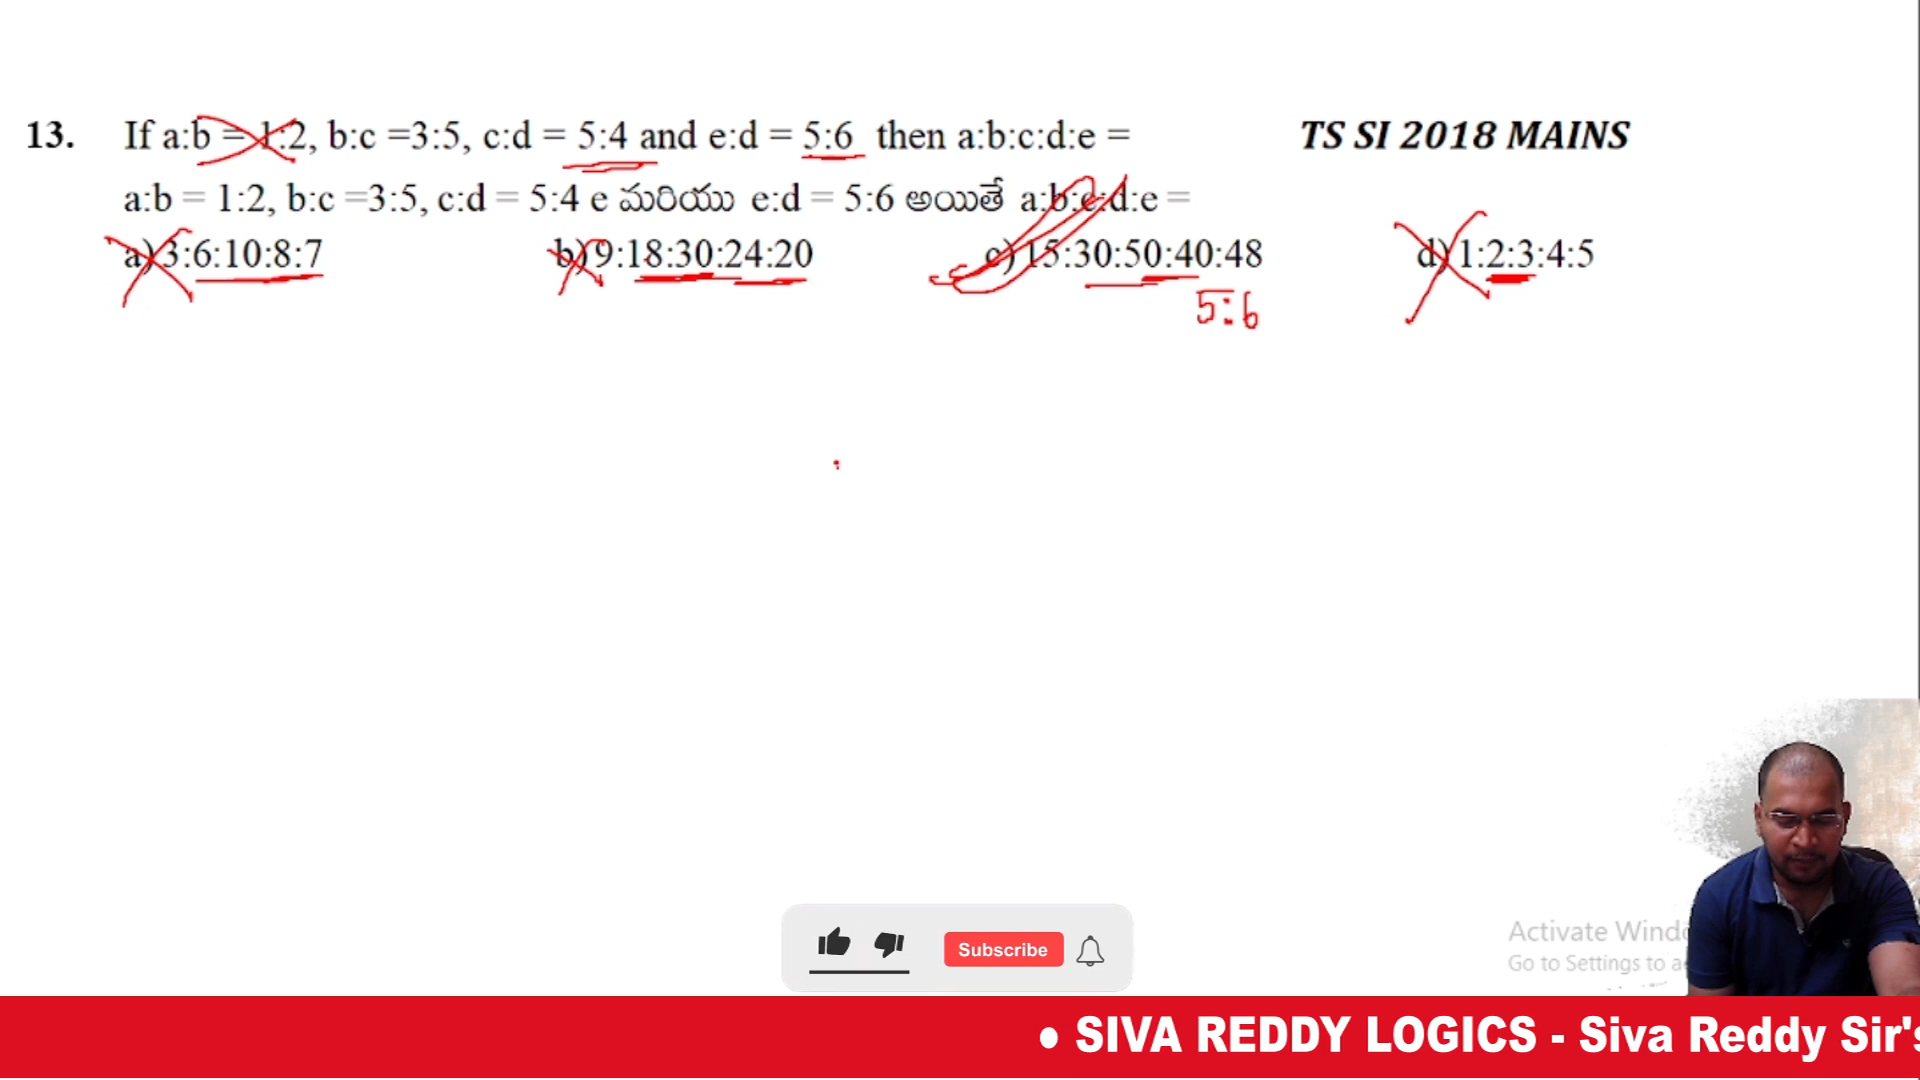 13. If a:b = 1:2, b:c =3:5, c:d = 5:4 and e:d = 5:6 then a:b:c:d:e = TS SI 2018 MAINS
a:b = 1:2, b:c =3:5, c:d = 5:4 e మరియు e:d = 5:6 అయితే a:b:c:d:e =
a) 3:6:10:8:7 b) 9:18:30:24:20 c) 15:30:50:40:48 d) 1:2:3:4:5
5:6
Subscribe
Activate Wind
Go to Settings to a
• SIVA REDDY LOGICS - Siva Reddy Sir's